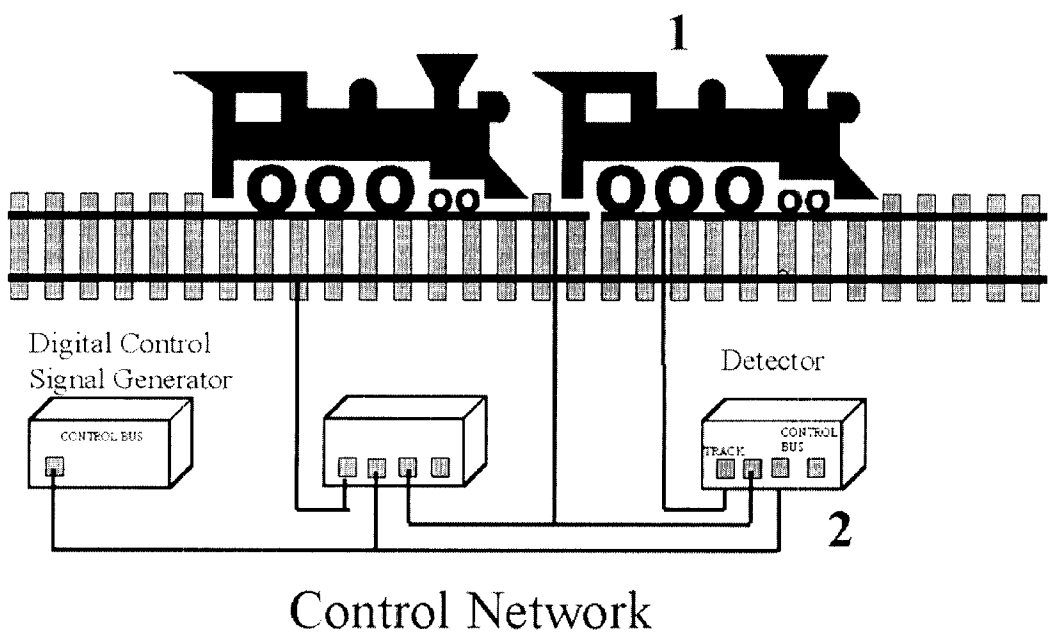 1
Digital Control
Signal Generator
Detector
CONTROL BUS
CONTROL
BUS
TRACK
2
Control Network